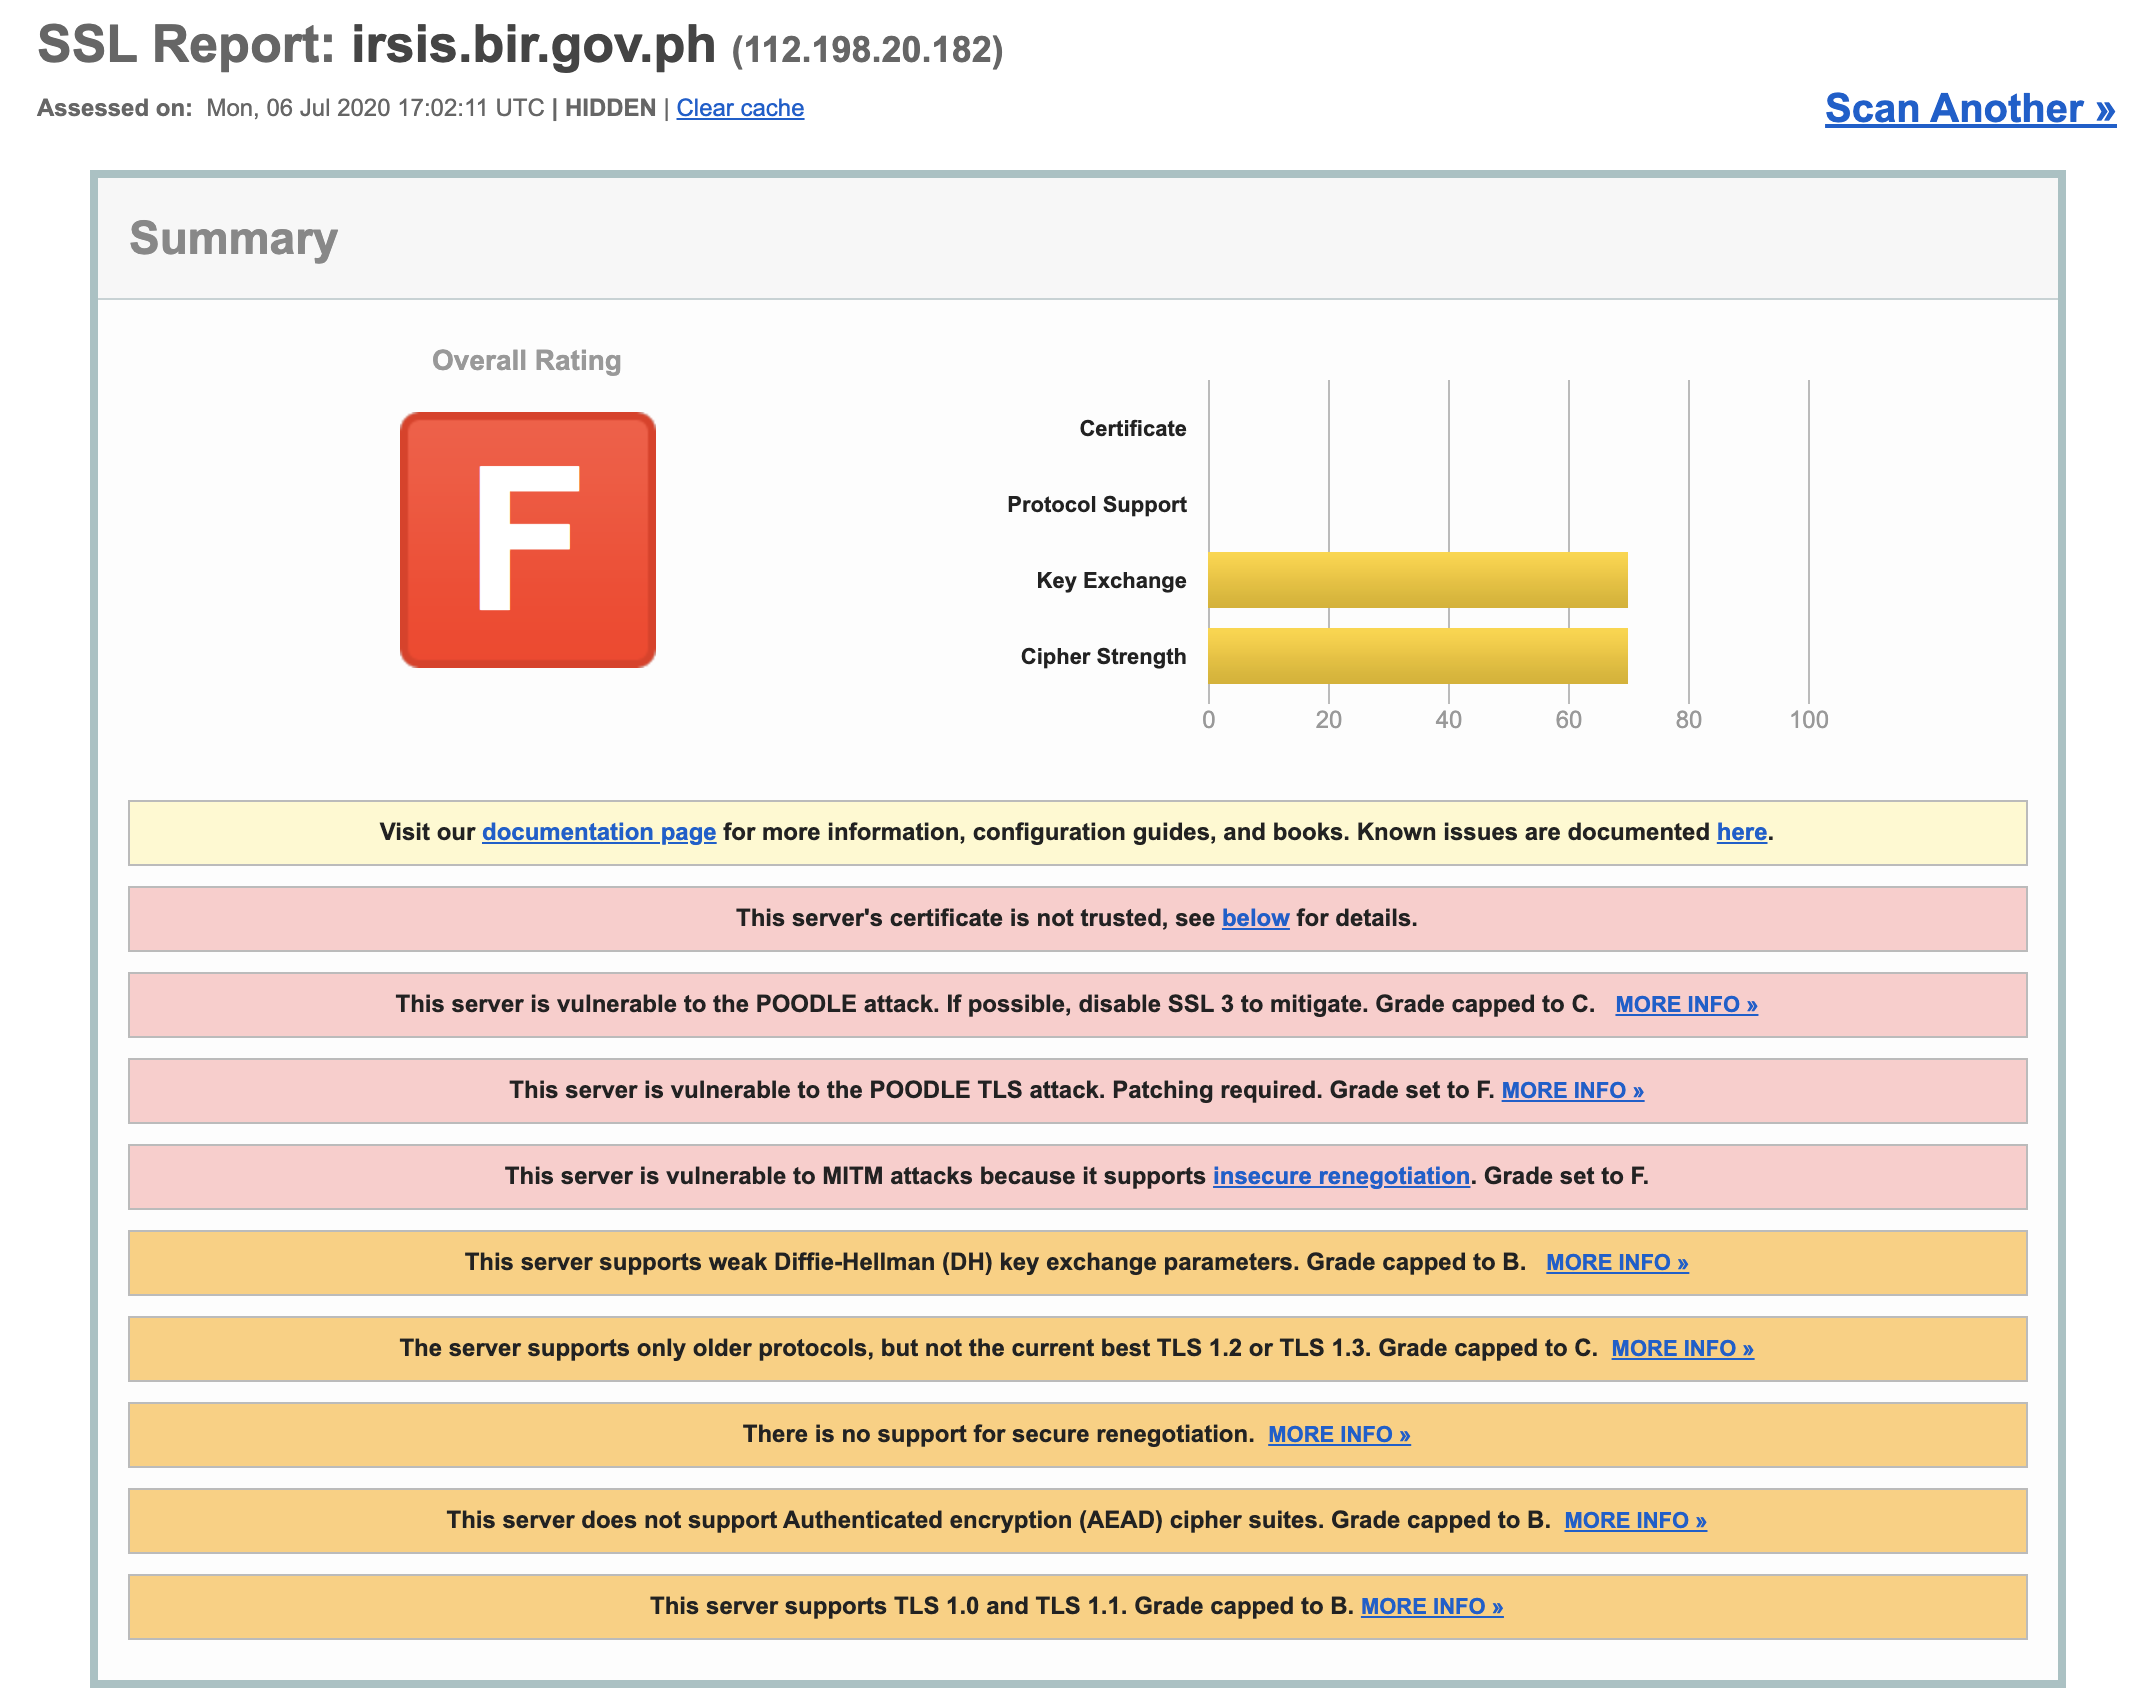 SSL Report: irsis.bir.gov.ph (112.198.20.182)
Assessed on: Mon, 06 Jul 2020 17:02:11 UTC | HIDDEN | Clear cache
Scan Another »
Summary
Overall Rating
F
Certificate
Protocol Support
Key Exchange
Cipher Strength
0 20 40 60 80 100
Visit our documentation page for more information, configuration guides, and books. Known issues are documented here.
This server's certificate is not trusted, see below for details.
This server is vulnerable to the POODLE attack. If possible, disable SSL 3 to mitigate. Grade capped to C. MORE INFO »
This server is vulnerable to the POODLE TLS attack. Patching required. Grade set to F. MORE INFO »
This server is vulnerable to MITM attacks because it supports insecure renegotiation. Grade set to F.
This server supports weak Diffie-Hellman (DH) key exchange parameters. Grade capped to B. MORE INFO »
The server supports only older protocols, but not the current best TLS 1.2 or TLS 1.3. Grade capped to C. MORE INFO »
There is no support for secure renegotiation. MORE INFO »
This server does not support Authenticated encryption (AEAD) cipher suites. Grade capped to B. MORE INFO »
This server supports TLS 1.0 and TLS 1.1. Grade capped to B. MORE INFO »